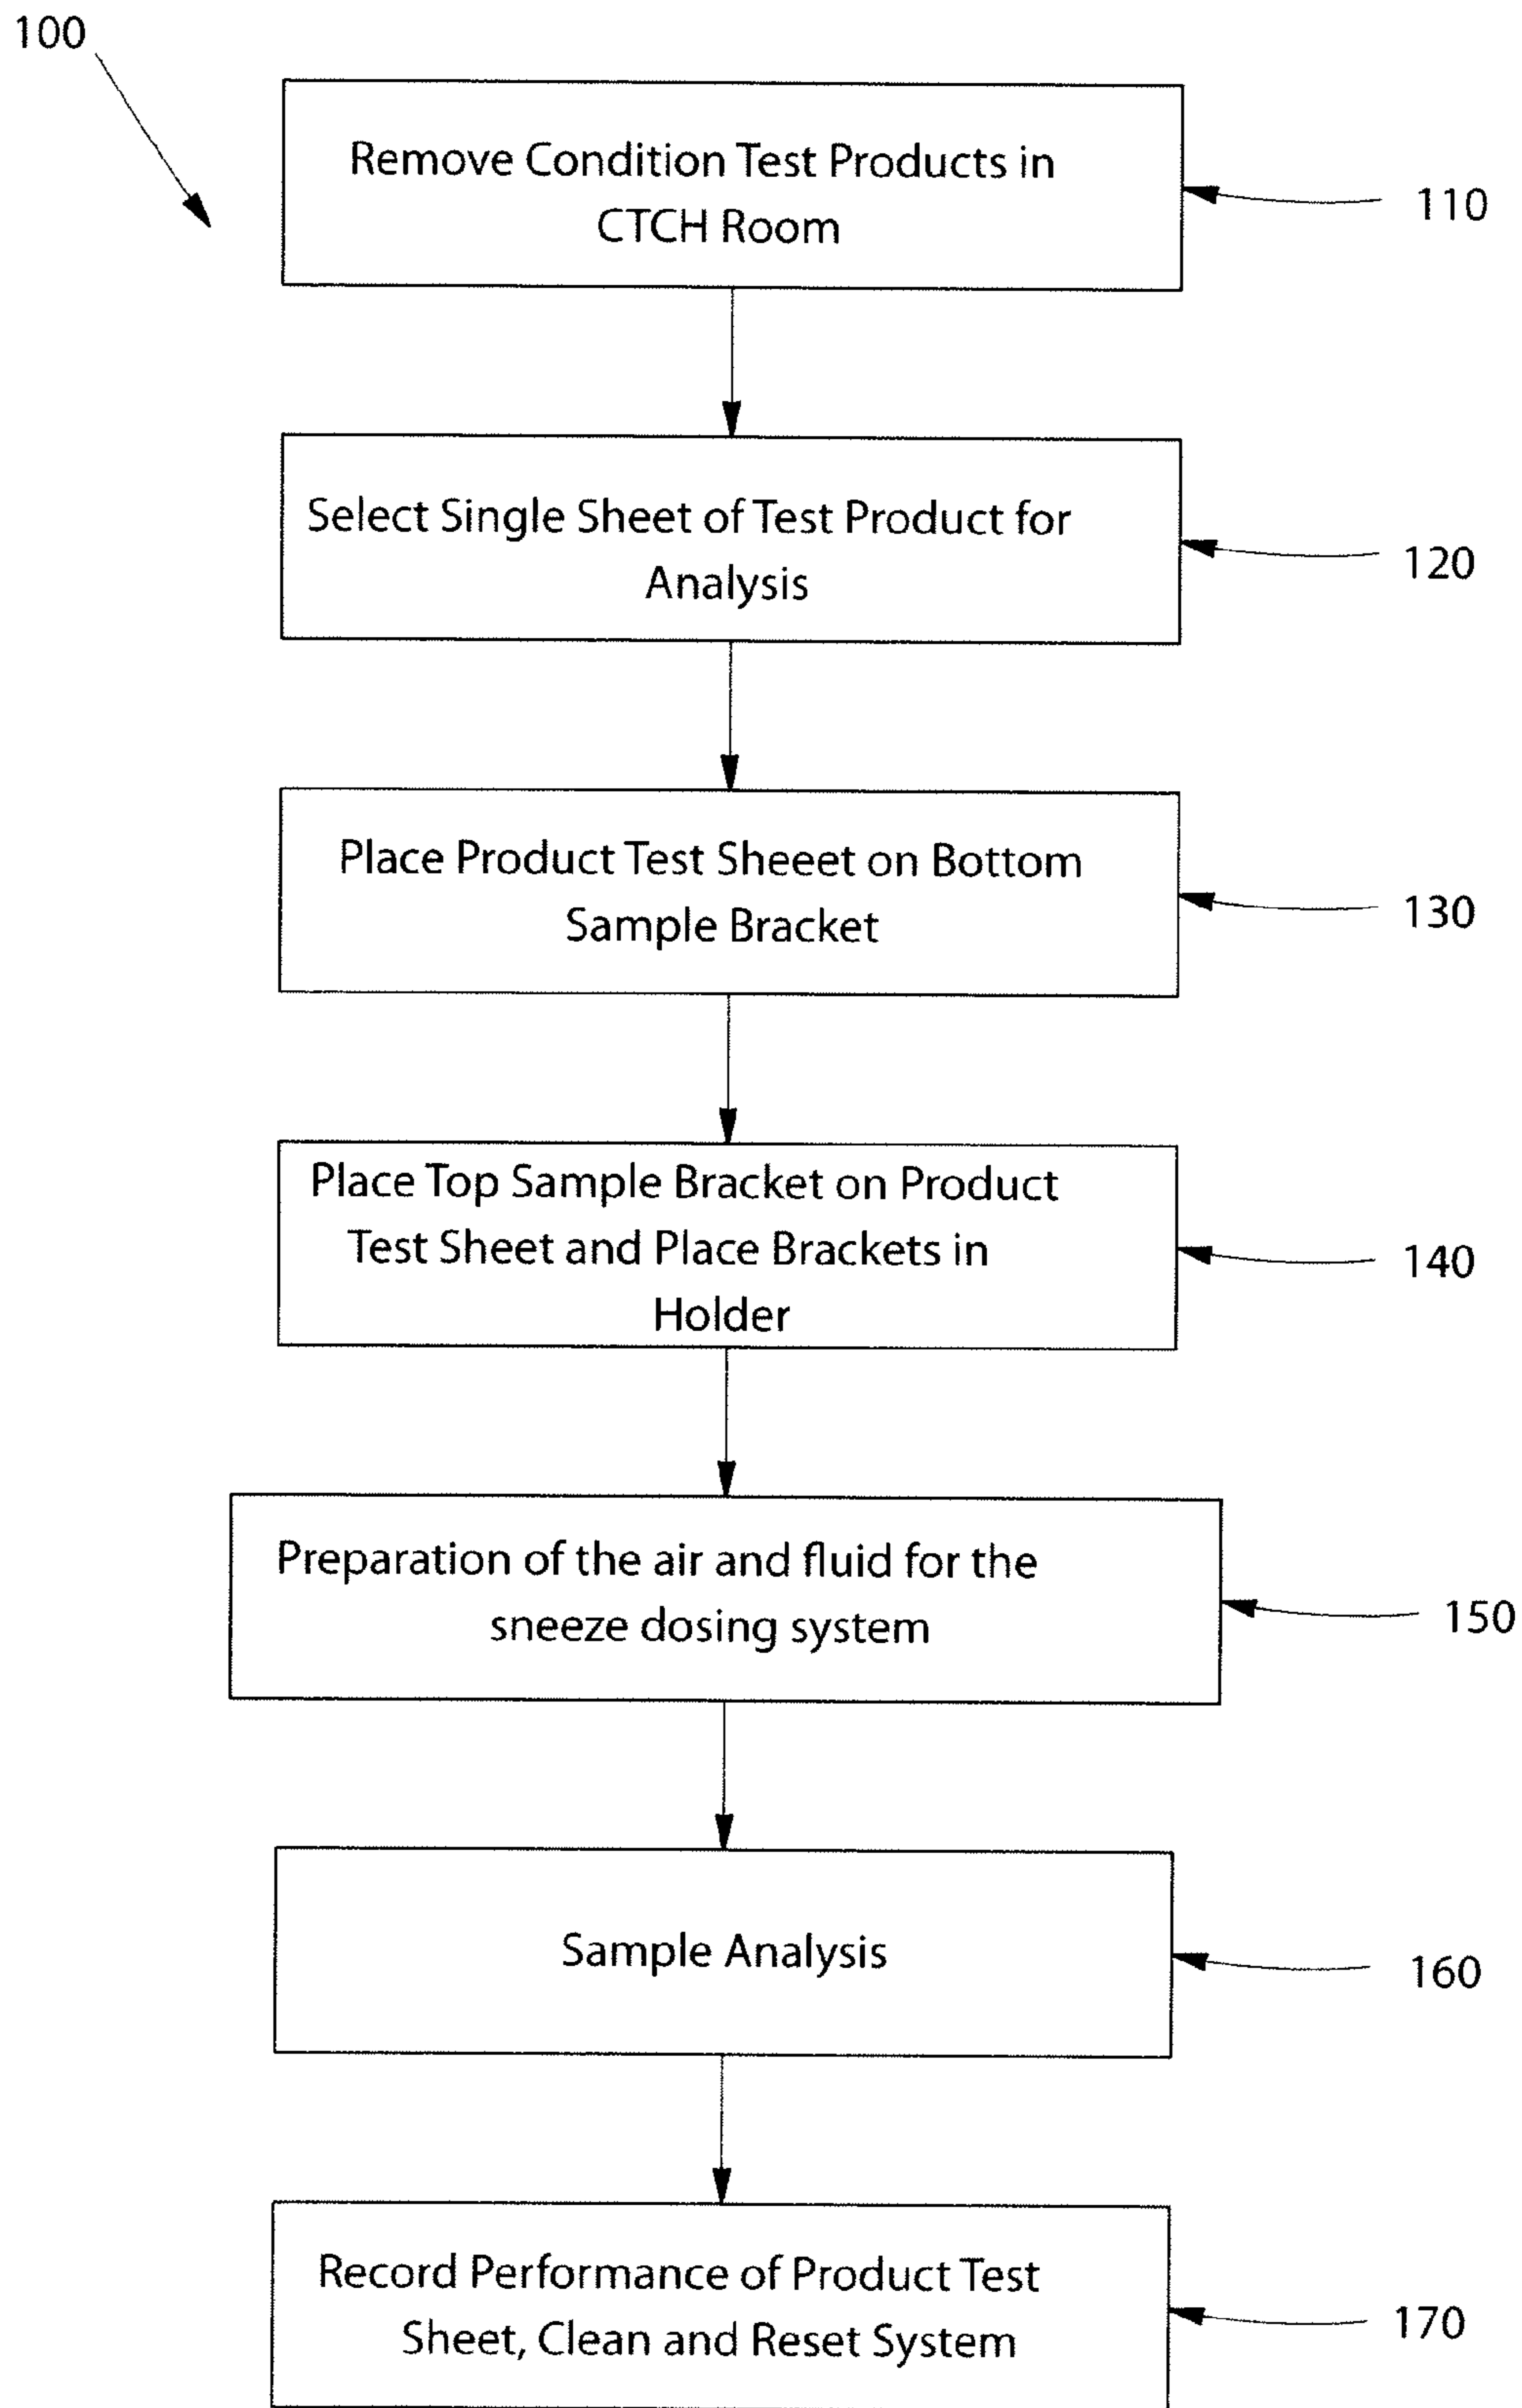 100
Remove Condition Test Products in
CTCH Room
110
Select Single Sheet of Test Product for
Analysis
120
Place Product Test Sheeet on Bottom
Sample Bracket
130
Place Top Sample Bracket on Product
Test Sheet and Place Brackets in
Holder
140
Preparation of the air and fluid for the
sneeze dosing system
150
Sample Analysis
160
Record Performance of Product Test
Sheet, Clean and Reset System
170